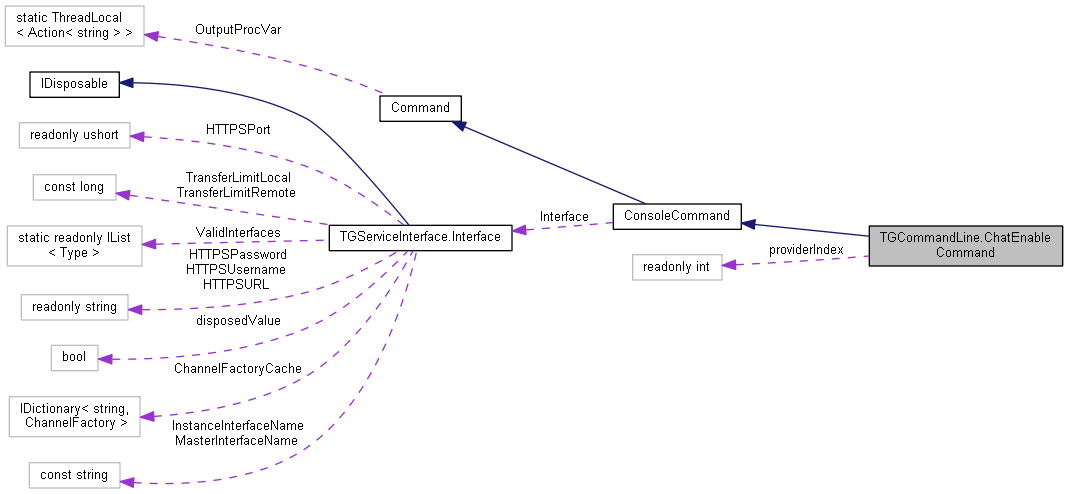 static ThreadLocal
< Action< string > >
OutputProcVar
IDisposable
Command
readonly ushort
HTTPSPort
const long
TransferLimitLocal
TransferLimitRemote
static readonly IList
< Type >
ValidInterfaces
TGServiceInterface.Interface
Interface
ConsoleCommand
TGCommandLine.ChatEnable
Command
providerIndex
readonly int
HTTPSPassword
HTTPSUsername
HTTPSURL
readonly string
disposedValue
bool
ChannelFactoryCache
IDictionary< string,
ChannelFactory >
InstanceInterfaceName
MasterInterfaceName
const string